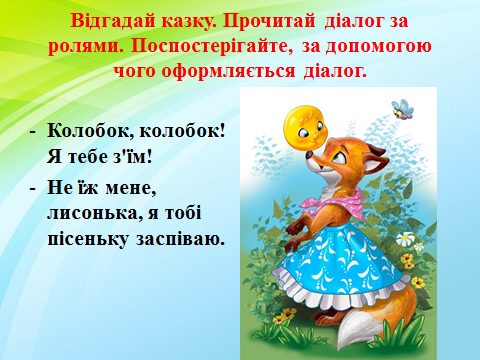 Відгадай казку. Прочитай діалог за
ролями. Поспостерігайте, за допомогою
чого оформляється діалог.
- Колобок, колобок!
Я тебе з'їм!
- Не їж мене,
лисонька, я тобі
пісеньку заспіваю.